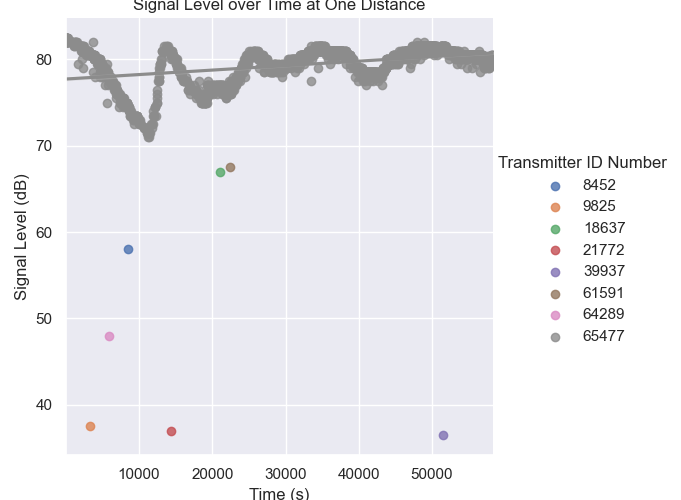 Signal Level over Time at One Distance
80
70
60
50
40
Signal Level (dB)
10000 20000 30000 40000 50000
Time (s)
Transmitter ID Number
8452
9825
18637
21772
39937
61591
64289
65477